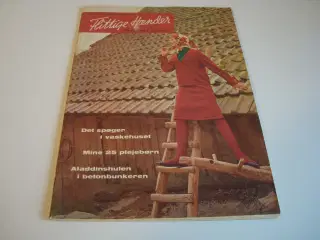 Flittige Hænder
Det spøger
i vaskehuset
Mine 25 plejebørn
Aladdinshulen
i betonbunkeren